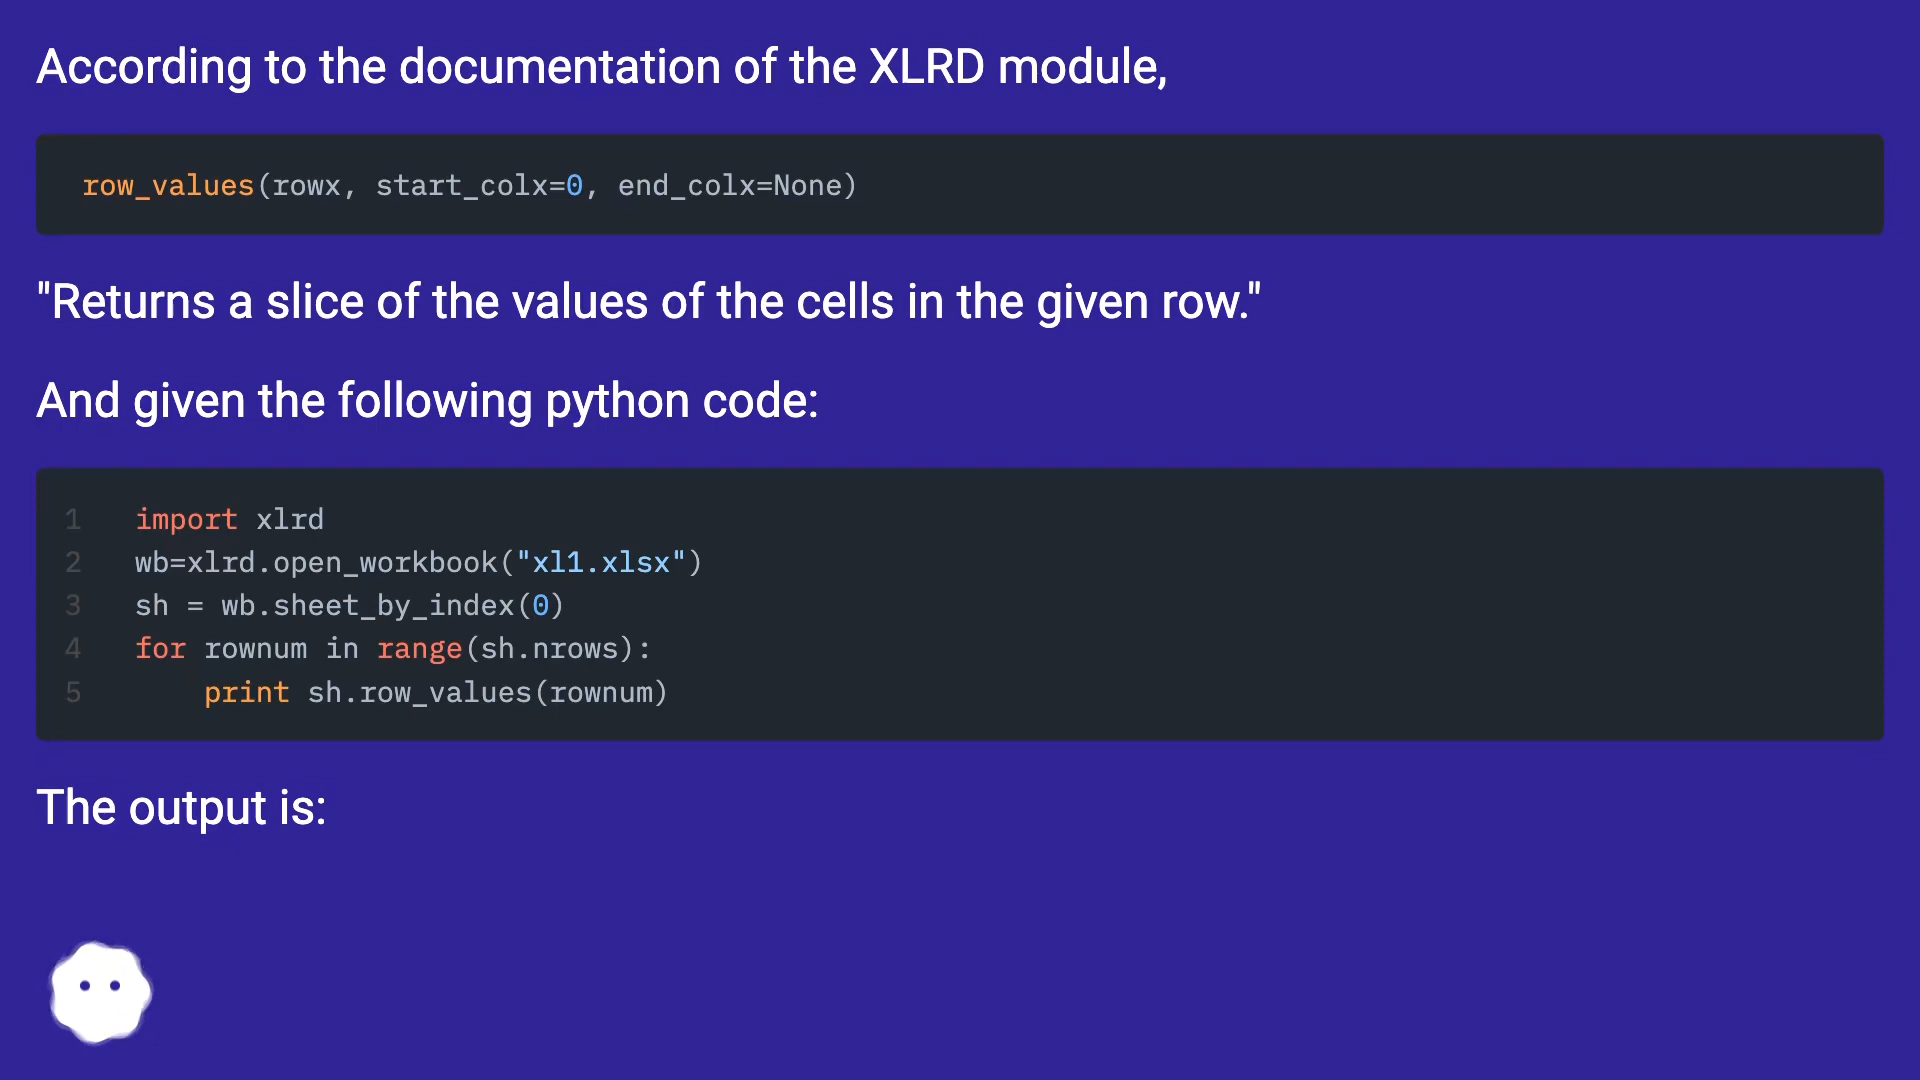 According to the documentation of the XLRD module,
row_values(rowx, start_colx=0, end_colx=None)
"Returns a slice of the values of the cells in the given row."
And given the following python code:
1 import xlrd
2 wb=xlrd.open_workbook("xl1.xlsx")
3 sh = wb.sheet_by_index(0)
4 for rownum in range(sh.nrows):
5     print sh.row_values(rownum)
The output is: